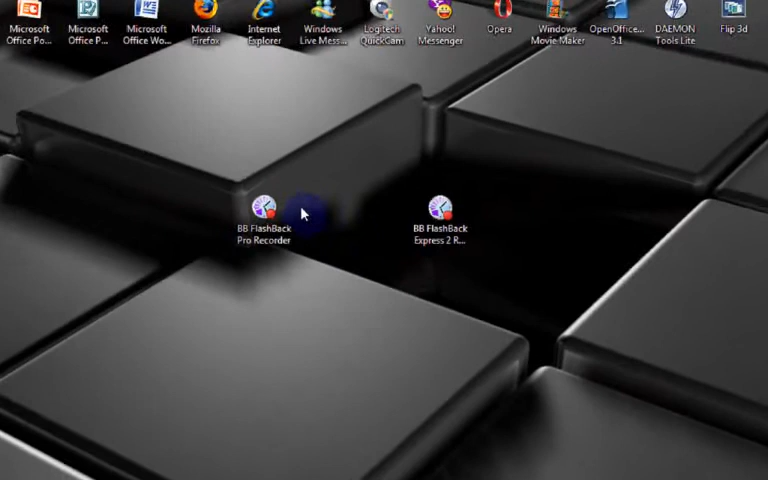 Microsoft
Office Po...
Microsoft
Office P...
Microsoft
Office Wo...
Mozilla
Firefox
Internet
Explorer
Windows
Live Mess...
Logitech
QuickCam
Yahoo!
Messenger
Opera
Windows
Movie Maker
OpenOffice....
3.1
DAEMON
Tools Lite
Flip 3d
BB FlashBack
Pro Recorder
BB FlashBack
Express 2 R...